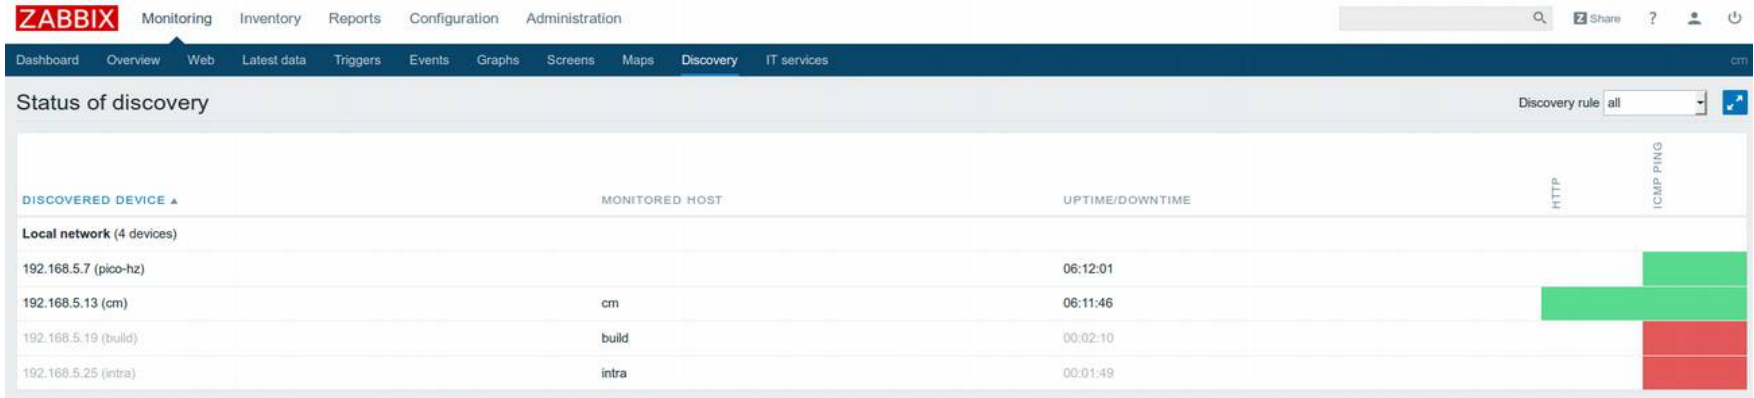 ZABBIX Monitoring Inventory Reports Configuration Administration Share ?
Dashboard Overview Web Latest data Triggers Events Graphs Screens Maps Discovery IT services cm
Status of discovery Discovery rule all
DISCOVERED DEVICE ▲ MONITORED HOST UPTIME/DOWNTIME HTTP ICMP PING
Local network (4 devices)
192.168.5.7 (pico-hz) 06:12:01
192.168.5.13 (cm) cm 06:11:46
192.168.5.19 (build) build 00:02:10
192.168.5.25 (intra) intra 00:01:49